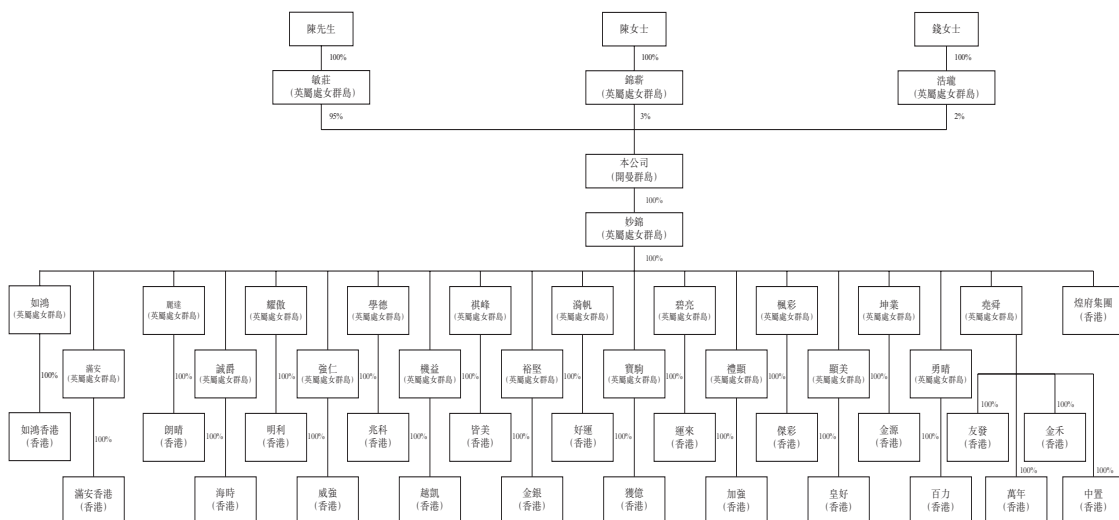 陳先生
陳女士
錢女士
100%
100%
100%
敏莊
(英屬處女群島)
錦薪
(英屬處女群島)
浩瓏
(英屬處女群島)
95%
3%
2%
本公司
(開曼群島)
100%
妙錦
(英屬處女群島)
100%
如鴻
(英屬處女群島)
麗達
(英屬處女群島)
耀傲
(英屬處女群島)
學德
(英屬處女群島)
祺峰
(英屬處女群島)
漪帆
(英屬處女群島)
碧亮
(英屬處女群島)
楓彩
(英屬處女群島)
坤業
(英屬處女群島)
堯舜
(英屬處女群島)
煌府集團
(香港)
滿安
(英屬處女群島)
誠爵
(英屬處女群島)
強仁
(英屬處女群島)
機益
(英屬處女群島)
裕堅
(英屬處女群島)
寶駒
(英屬處女群島)
禮顯
(英屬處女群島)
顯美
(英屬處女群島)
勇晴
(英屬處女群島)
100%
100%
100%
100%
100%
100%
100%
100%
100%
100%
100%
如鴻香港
(香港)
朗晴
(香港)
明利
(香港)
兆科
(香港)
皆美
(香港)
好運
(香港)
運來
(香港)
傑彩
(香港)
金源
(香港)
友發
(香港)
金禾
(香港)
100%
100%
100%
100%
100%
100%
100%
100%
100%
100%
100%
滿安香港
(香港)
海時
(香港)
威強
(香港)
越凱
(香港)
金銀
(香港)
獲億
(香港)
加強
(香港)
皇好
(香港)
百力
(香港)
萬年
(香港)
中置
(香港)